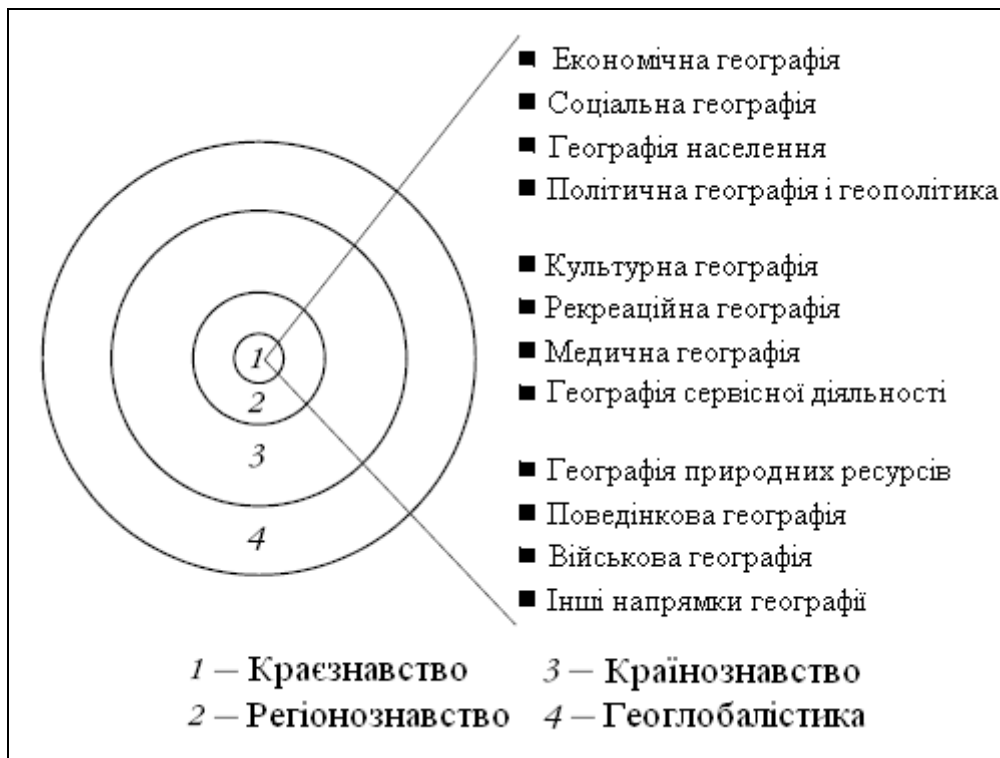 ■ Економічна географія
■ Соціальна географія
■ Географія населення
■ Політична географія і геополітика
■ Культурна географія
■ Рекреаційна географія
■ Медична географія
■ Географія сервісної діяльності
■ Географія природних ресурсів
■ Поведінкова географія
■ Військова географія
■ Інші напрямки географії
1
2
3
4
1 – Краєзнавство 3 – Країнознавство
2 – Регіонознавство 4 – Геоглобалістика